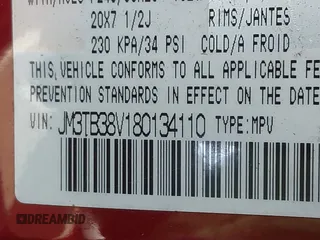 20X7 1/2J RIMS/JANTES
230 KPA/34 PSI COLD/A FROID
THIS VEHICLE CONFORMS TO ALL APPLICABLE
PREVENTION STANDARDS IN EFFECT ON THE DATE
VIN: JM3TB38V180134110 TYPE: MPV
DREAMBID